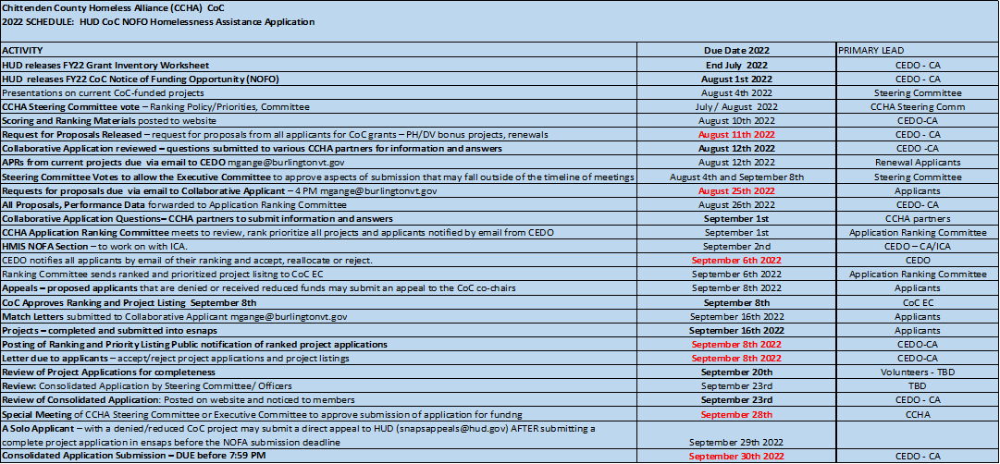 Chittenden County Homeless Alliance (CCHA) CoC
2022 SCHEDULE: HUD CoC NOFO Homelessness Assistance Application
ACTIVITY Due Date 2022 PRIMARY LEAD
HUD releases FY22 Grant Inventory Worksheet End July 2022 CEDO - CA
HUD releases FY22 CoC Notice of Funding Opportunity (NOFO) August 1st 2022 CEDO - CA
Presentations on current CoC-funded projects August 4th 2022 Steering Committee
CCHA Steering Committee vote – Ranking Policy/Priorities, Committee July / August 2022 CCHA Steering Comm
Scoring and Ranking Materials posted to website August 10th 2022 CEDO-CA
Request for Proposals Released – request for proposals from all applicants for CoC grants – PH/DV bonus projects, renewals August 11th 2022 CEDO - CA
Collaborative Application reviewed – questions submitted to various CCHA partners for information and answers August 12th 2022 CEDO -CA
APRs from current projects due via email to CEDO mgange@burlingtonvt.gov August 12th 2022 Renewal Applicants
Steering Committee Votes to allow the Executive Committee to approve aspects of submission that may fall outside of the timeline of meetings August 4th and September 8th Steering Committee
Requests for proposals due via email to Collaborative Applicant – 4 PM mgange@burlingtonvt.gov August 25th 2022 Applicants
All Proposals, Performance Data forwarded to Application Ranking Committee August 26th 2022 CEDO- CA
Collaborative Application Questions– CCHA partners to submit information and answers September 1st CCHA partners
CCHA Application Ranking Committee meets to review, rank prioritize all projects and applicants notified by email from CEDO September 1st Application Ranking Committee
HMIS NOFA Section – to work on with ICA. September 2nd CEDO – CA/ICA
CEDO notifies all applicants by email of their ranking and accept, reallocate or reject. September 6th 2022 CEDO
Ranking Committee sends ranked and prioritized project lisitng to CoC EC September 6th 2022 Application Ranking Committee
Appeals – proposed applicants that are denied or received reduced funds may submit an appeal to the CoC co-chairs September 8th 2022 Applicants
CoC Approves Ranking and Project Listing September 8th September 8th CoC EC
Match Letters submitted to Collaborative Applicant mgange@burlingtonvt.gov September 16th 2022 Applicants
Projects – completed and submitted into esnaps September 16th 2022 Applicants
Posting of Ranking and Priority Listing Public notification of ranked project applications September 8th 2022 CEDO-CA
Letter due to applicants – accept/reject project applications and project listings September 8th 2022 CEDO-CA
Review of Project Applications for completeness September 20th Volunteers - TBD
Review: Consolidated Application by Steering Committee/ Officers September 23rd TBD
Review of Consolidated Application: Posted on website and noticed to members September 23rd CEDO - CA
Special Meeting of CCHA Steering Committee or Executive Committee to approve submission of application for funding September 28th CCHA
A Solo Applicant – with a denied/reduced CoC project may submit a direct appeal to HUD (snapsappeals@hud.gov) AFTER submitting a
complete project application in ensaps before the NOFA submission deadline September 29th 2022
Consolidated Application Submission – DUE before 7:59 PM September 30th 2022 CEDO - CA